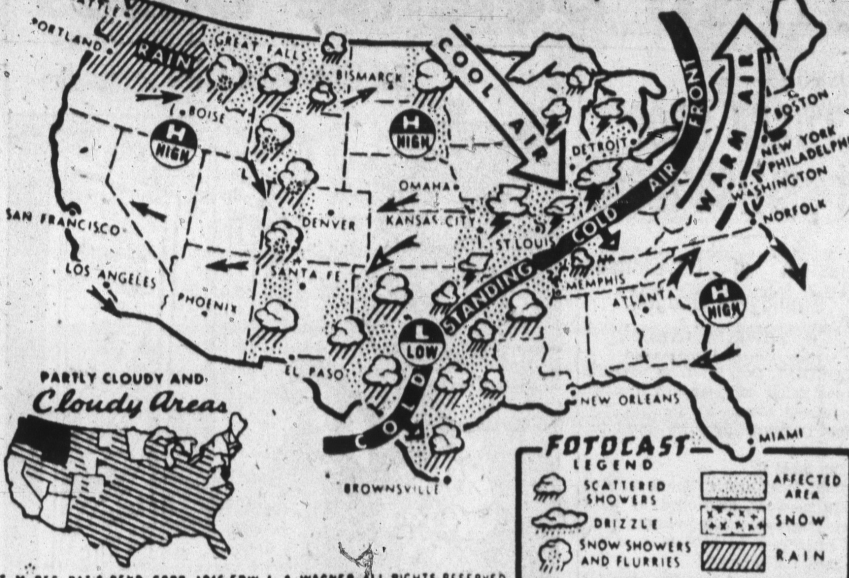 PORTLAND
RAIN
GREAT FALLS
BISMARCK
BOISE
H
HIGH
H
HIGH
COOL AIR
DETROIT
STANDING COLD AIR FRONT
WARM AIR
BOSTON
NEW YORK
PHILADELPH
WASHINGTON
NORFOLK
SAN FRANCISCO
OMAHA
DENVER
KANSAS CITY
ST LOUI
LOS ANGELES
SANTA FE
PHOENIX
MEMPHIS
ATLANTA
H
HIGH
L
LOW
COLD
EL PASO
NEW ORLEANS
MIAMI
BROWNSVILLE
PARTLY CLOUDY AND
Cloudy Areas
FOTOCAST
LEGEND
SCATTERED
SHOWERS
DRIZZLE
SNOW SHOWERS
AND FLURRIES
AFFECTED
AREA
SNOW
RAIN
WAGNER ALL RIGHTS RESERVED